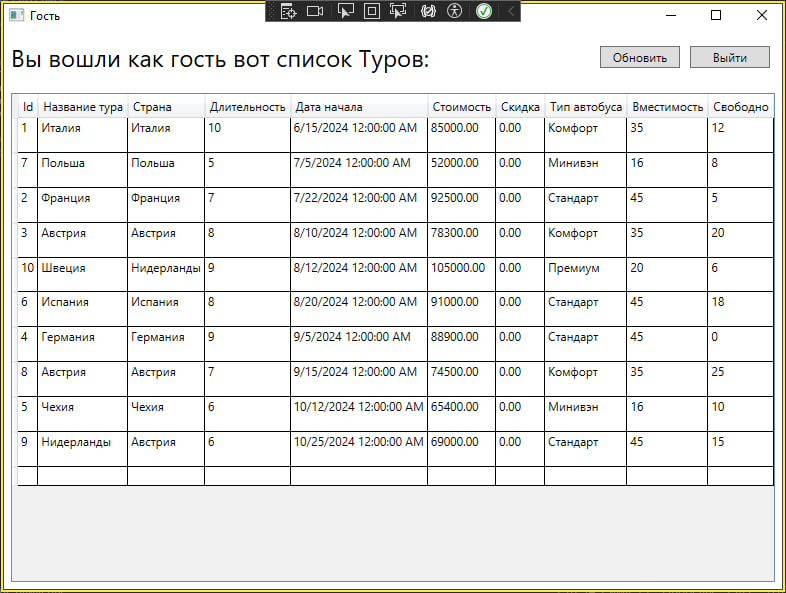 Гость
Вы вошли как гость вот список Туров:
Обновить
Выйти
Id Название тура Страна Длительность Дата начала Стоимость Скидка Тип автобуса Вместимость Свободно
1 Италия Италия 10 6/15/2024 12:00:00 AM 85000.00 0.00 Комфорт 35 12
7 Польша Польша 5 7/5/2024 12:00:00 AM 52000.00 0.00 Минивэн 16 8
2 Франция Франция 7 7/22/2024 12:00:00 AM 92500.00 0.00 Стандарт 45 5
3 Австрия Австрия 8 8/10/2024 12:00:00 AM 78300.00 0.00 Комфорт 35 20
10 Швеция Нидерланды 9 8/12/2024 12:00:00 AM 105000.00 0.00 Премиум 20 6
6 Испания Испания 8 8/20/2024 12:00:00 AM 91000.00 0.00 Стандарт 45 18
4 Германия Германия 9 9/5/2024 12:00:00 AM 88900.00 0.00 Стандарт 45 0
8 Австрия Австрия 7 9/15/2024 12:00:00 AM 74500.00 0.00 Комфорт 35 25
5 Чехия Чехия 6 10/12/2024 12:00:00 AM 65400.00 0.00 Минивэн 16 10
9 Нидерланды Австрия 6 10/25/2024 12:00:00 AM 69000.00 0.00 Стандарт 45 15